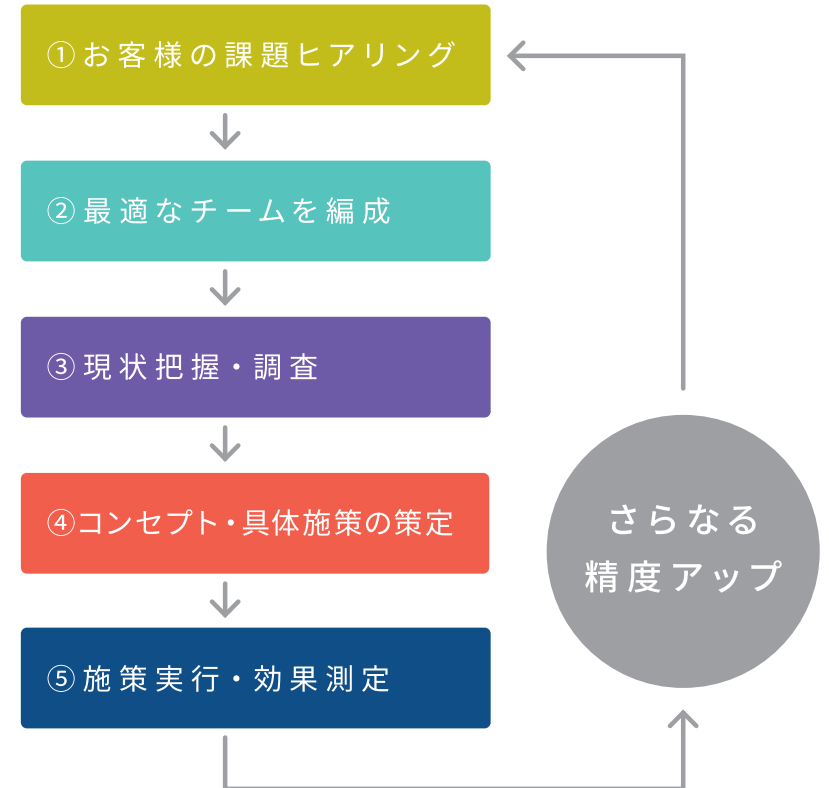 ①お客様の課題ヒアリング
②最適なチームを編成
③現状把握・調査
④コンセプト・具体施策の策定
⑤施策実行・効果測定
さらなる
精度アップ